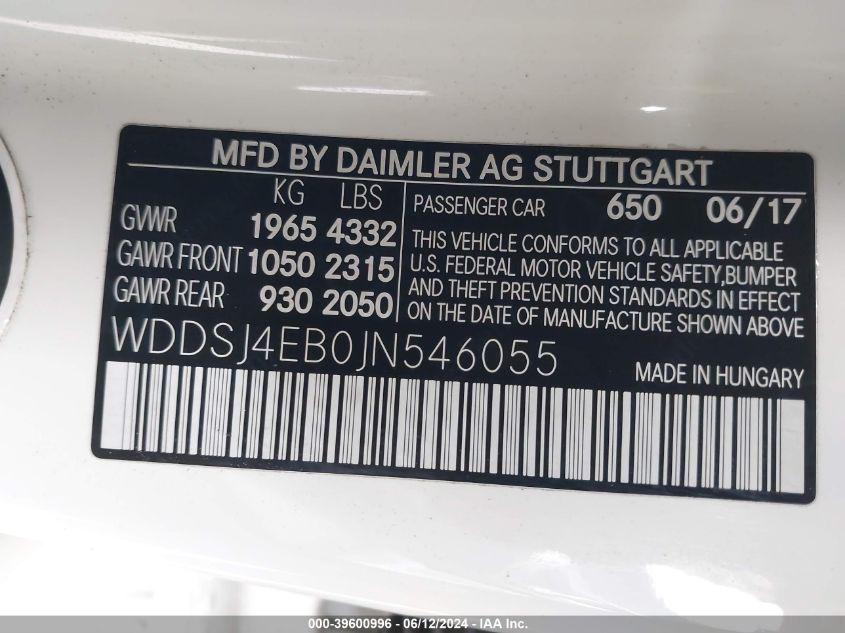 MFD BY DAIMLER AG STUTTGART
KG LBS
GVWR 1965 4332
GAWR FRONT 1050 2315
GAWR REAR 930 2050
PASSENGER CAR 650 06/17
THIS VEHICLE CONFORMS TO ALL APPLICABLE
U.S. FEDERAL MOTOR VEHICLE SAFETY,BUMPER
AND THEFT PREVENTION STANDARDS IN EFFECT
ON THE DATE OF MANUFACTURE SHOWN ABOVE
WDDSJ4EB0JN546055
MADE IN HUNGARY
000-39600996 - 06/12/2024 - IAA Inc.